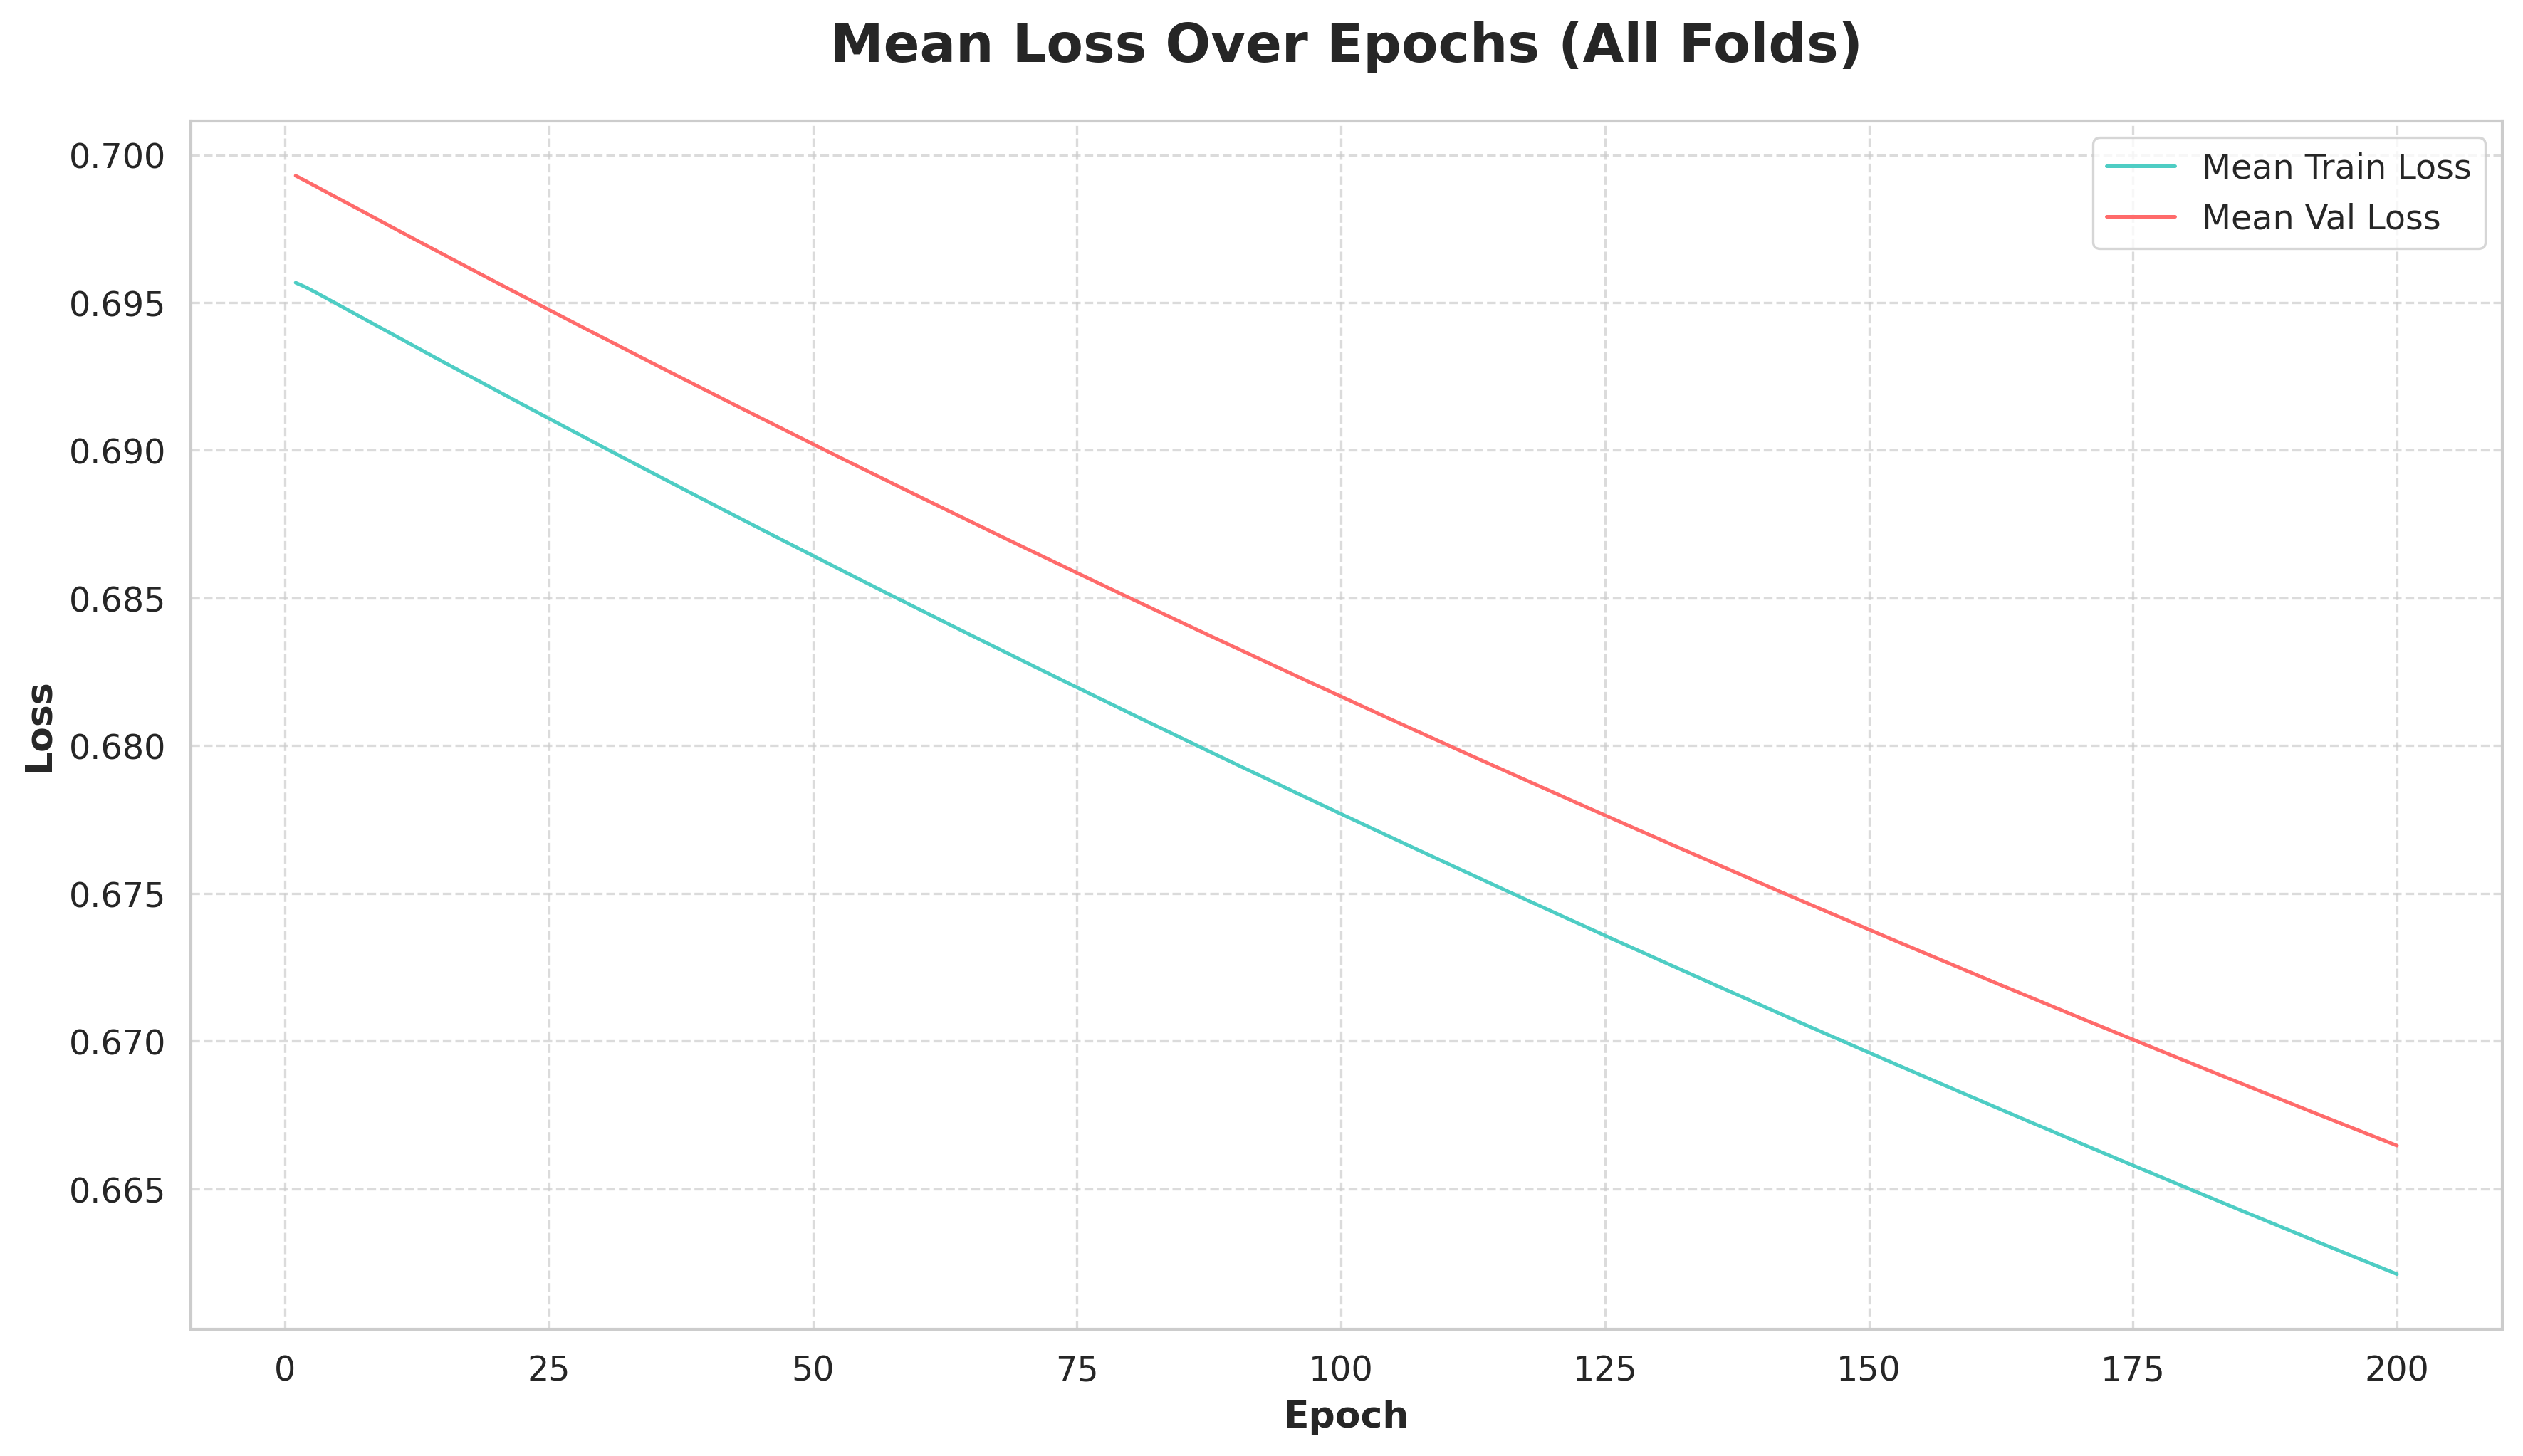 Mean Loss Over Epochs (All Folds)
Mean Train Loss
Mean Val Loss
0.700
0.695
0.690
0.685
0.680
0.675
0.670
0.665
Loss
0 25 50 75 100 125 150 175 200
Epoch